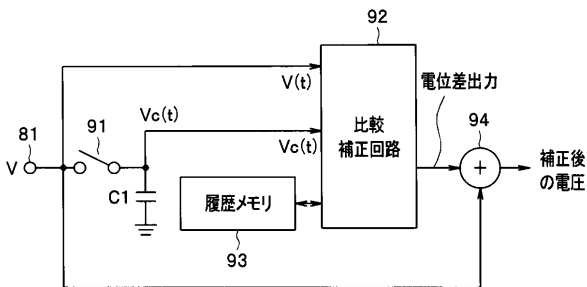 92
V(t)
電位差出力
81
91
Vc(t)
94
V
Vc(t)
比較
補正回路
+
補正後
の電圧
C1
履歴メモリ
93